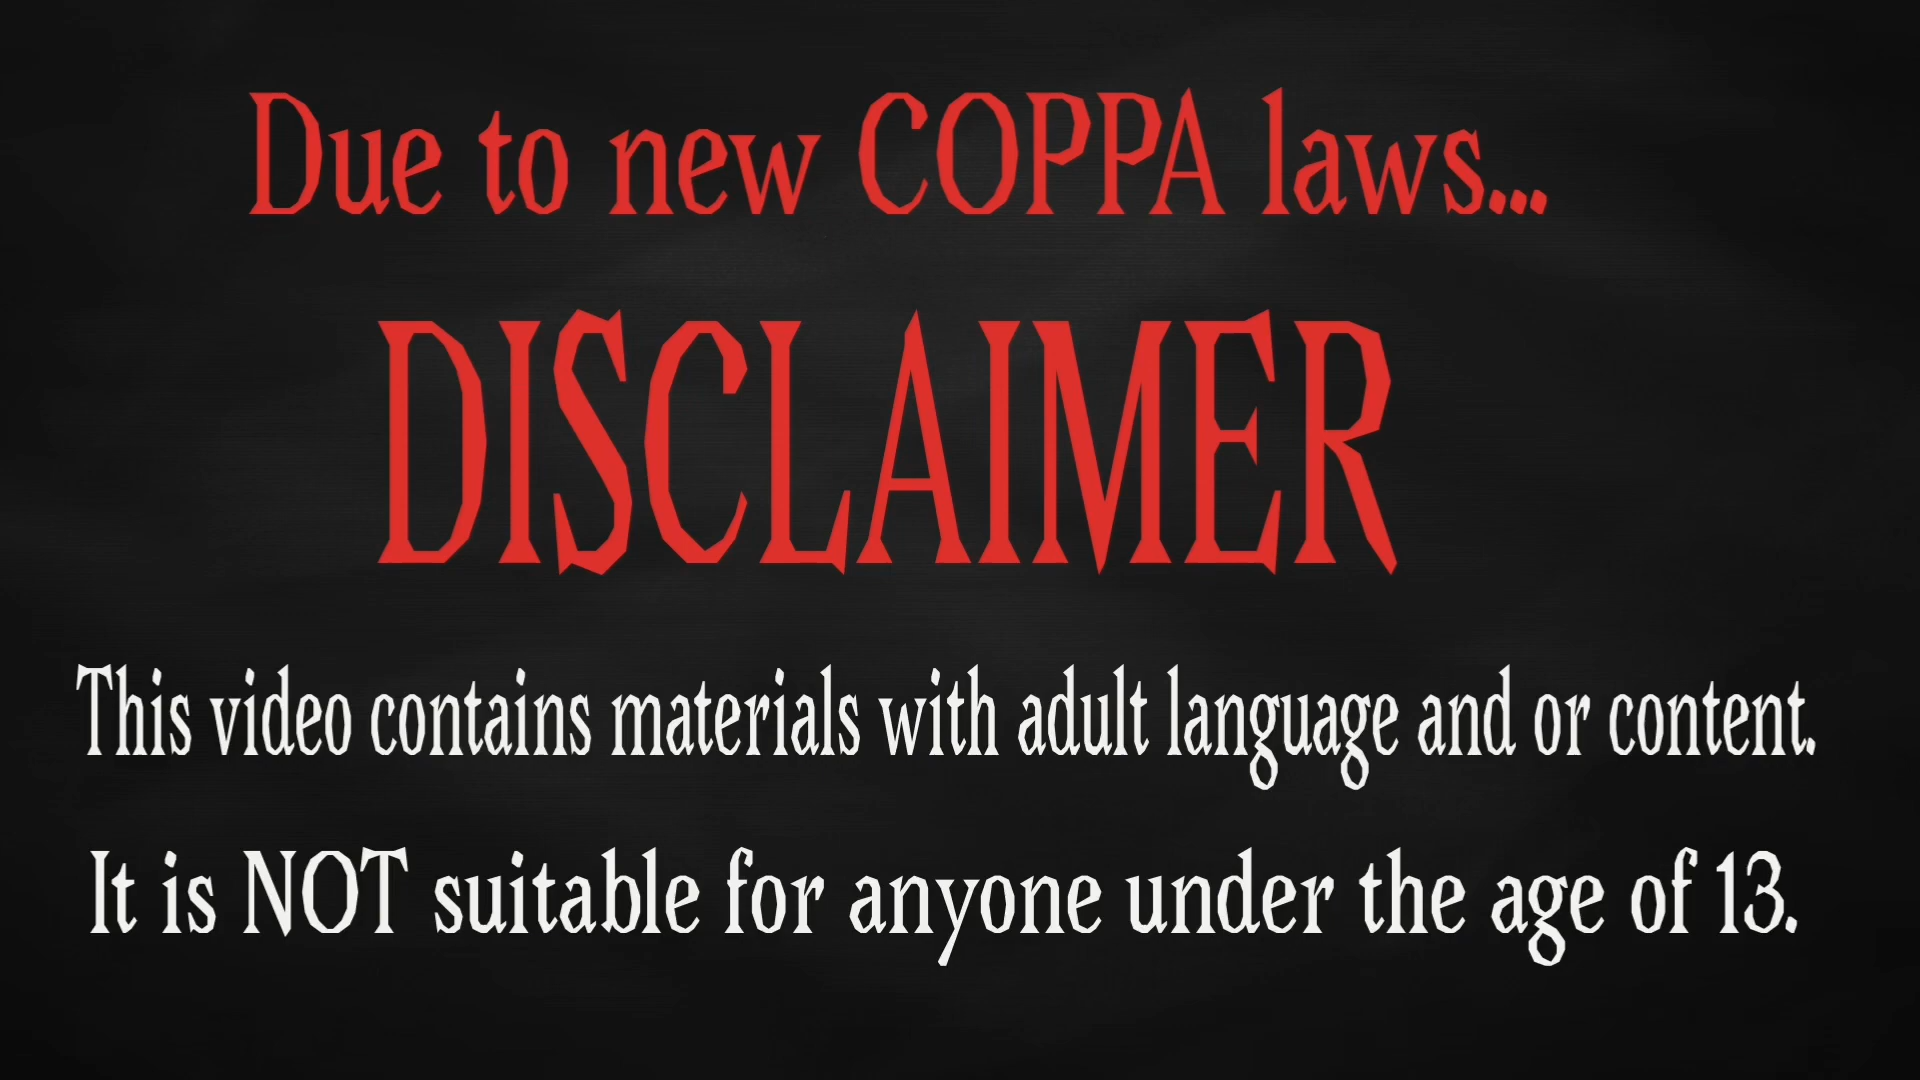 Due to new COPPA laws...
DISCLAIMER
This video contains materials with adult language and or content.
It is NOT suitable for anyone under the age of 13.